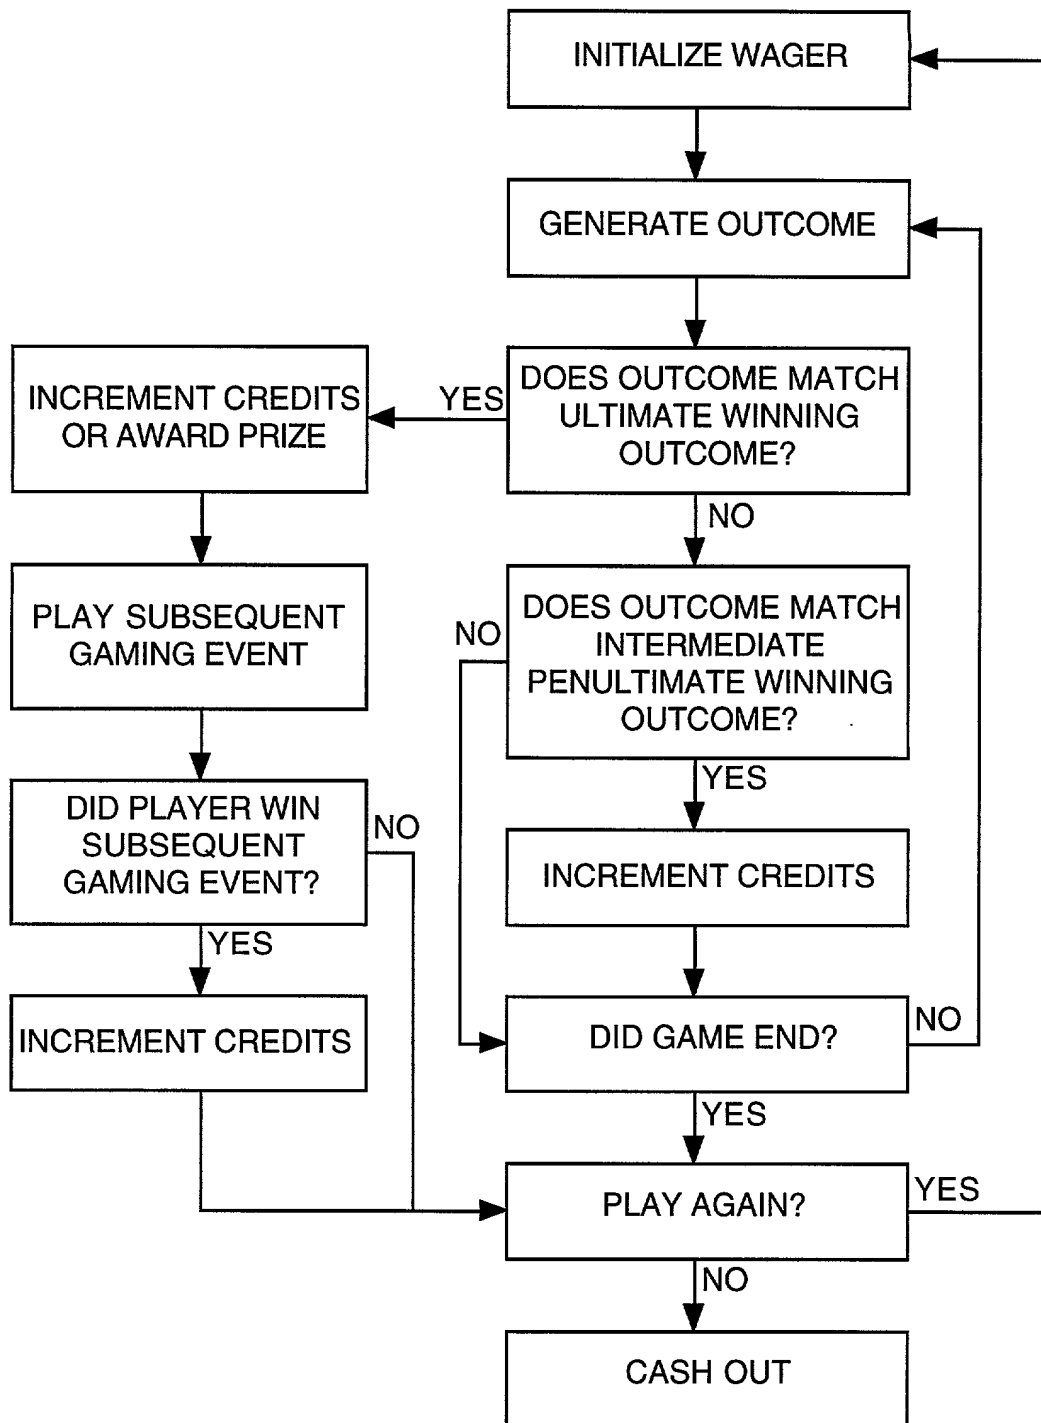 INITIALIZE WAGER
GENERATE OUTCOME
DOES OUTCOME MATCH
ULTIMATE WINNING
OUTCOME?
YES
INCREMENT CREDITS
OR AWARD PRIZE
NO
PLAY SUBSEQUENT
GAMING EVENT
DOES OUTCOME MATCH
INTERMEDIATE
PENULTIMATE WINNING
OUTCOME?
NO
YES
DID PLAYER WIN
SUBSEQUENT
GAMING EVENT?
NO
YES
INCREMENT CREDITS
INCREMENT CREDITS
DID GAME END?
NO
YES
PLAY AGAIN?
YES
NO
CASH OUT